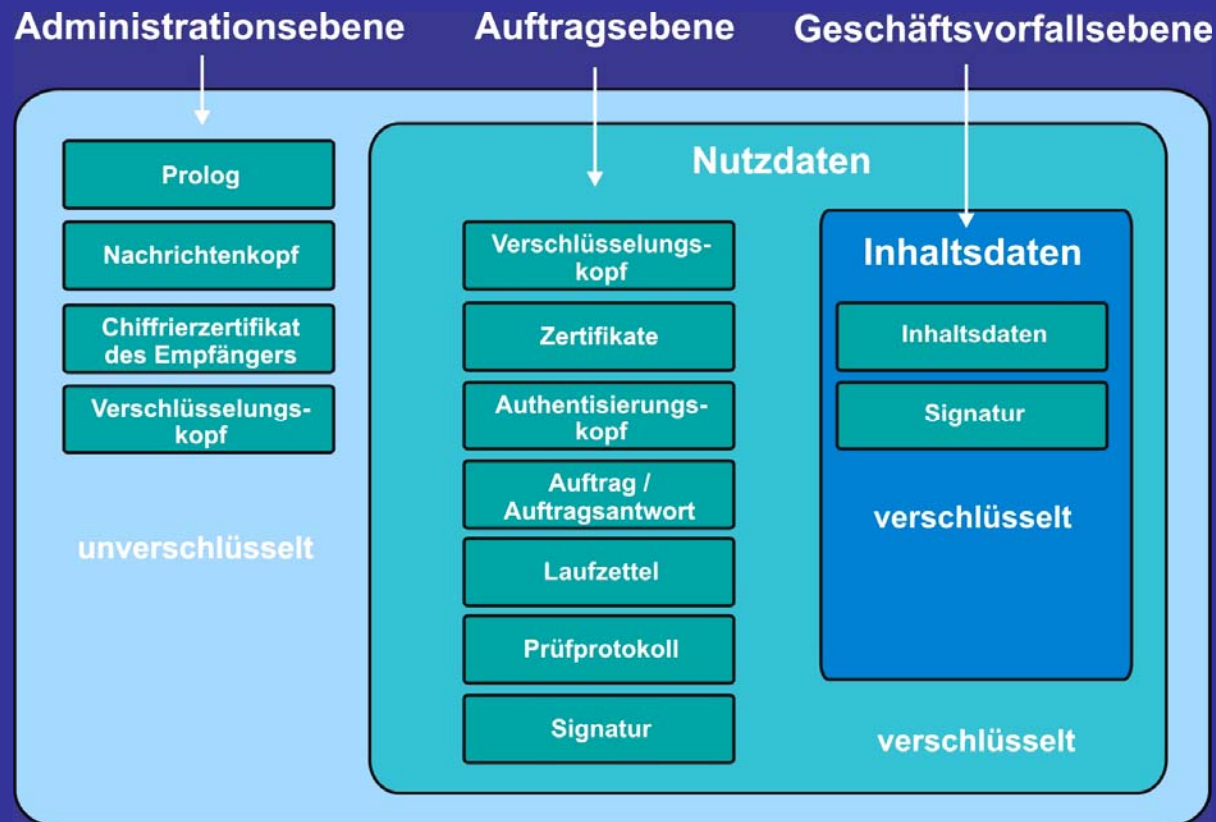 Administrationsebene
Auftragsebene
Geschäftsvorfallsebene
Prolog
Nachrichtenkopf
Chiffrierzertifikat
des Empfängers
Verschlüsselungs-
kopf
unverschlüsselt
Nutzdaten
Verschlüsselungs-
kopf
Zertifikate
Authentisierungs-
kopf
Auftrag /
Auftragsantwort
Laufzettel
Prüfprotokoll
Signatur
Inhaltsdaten
Inhaltsdaten
Signatur
verschlüsselt
verschlüsselt